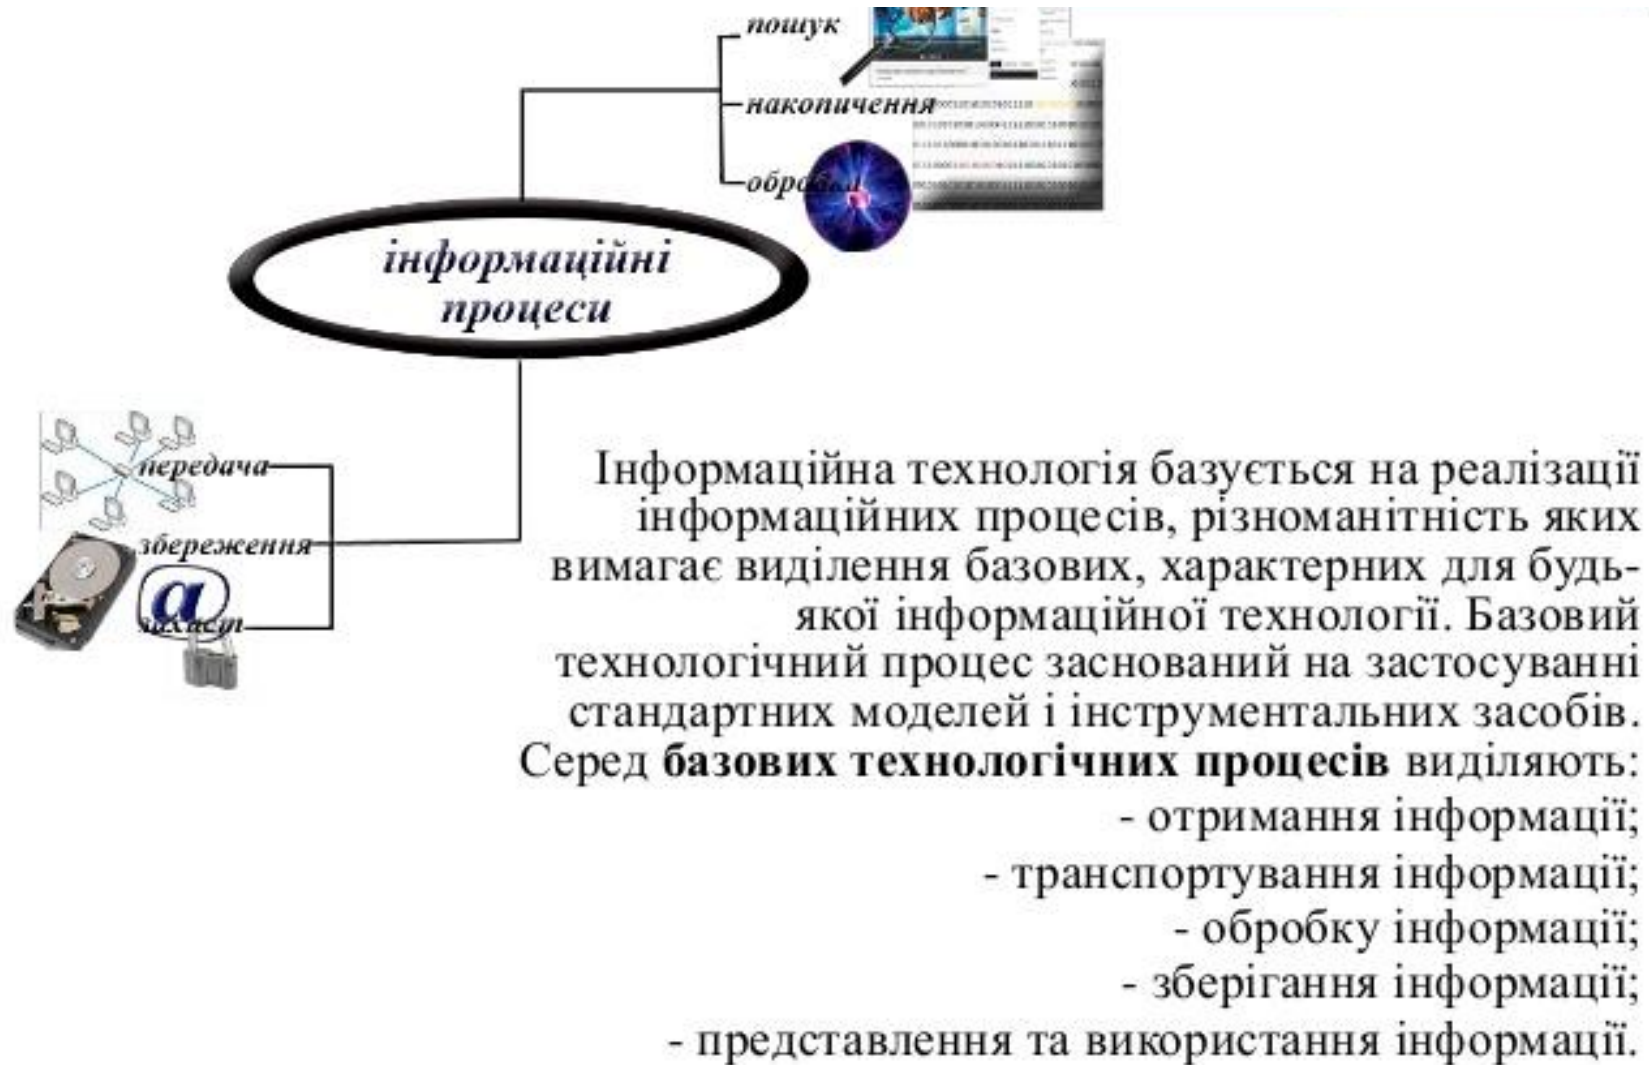 пошук
накопичення
обробка
інформаційні
процеси
передача
збереження
захист
Інформаційна технологія базується на реалізації
інформаційних процесів, різноманітність яких
вимагає виділення базових, характерних для будь-
якої інформаційної технології. Базовий
технологічний процес заснований на застосуванні
стандартних моделей і інструментальних засобів.
Серед базових технологічних процесів виділяють:
- отримання інформації;
- транспортування інформації;
- обробку інформації;
- зберігання інформації;
- представлення та використання інформації.